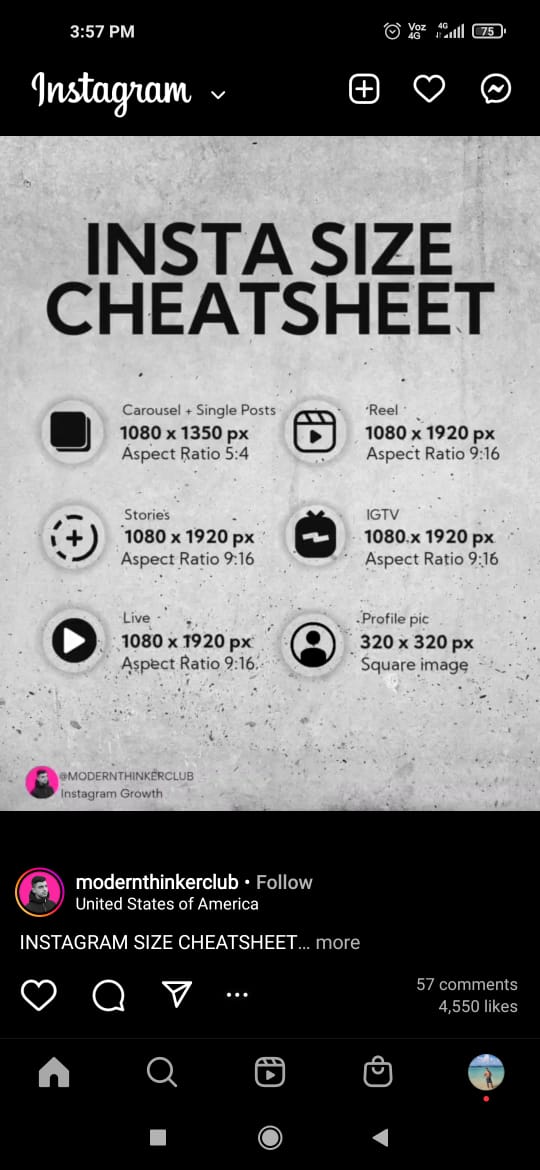 3:57 PM
Voz
4G
4G
75
Instagram
INSTA SIZE
CHEATSHEET
Carousel + Single Posts
1080 x 1350 px
Aspect Ratio 5:4
Reel
1080 x 1920 px
Aspect Ratio 9:16
Stories
1080 x 1920 px
Aspect Ratio 9:16
IGTV
1080 x 1920 px
Aspect Ratio 9:16
Live
1080 x 1920 px
Aspect Ratio 9:16
Profile pic
320 x 320 px
Square image
@MODERNTHINKERCLUB
Instagram Growth
modernthinkerclub • Follow
United States of America
INSTAGRAM SIZE CHEATSHEET... more
57 comments
4,550 likes